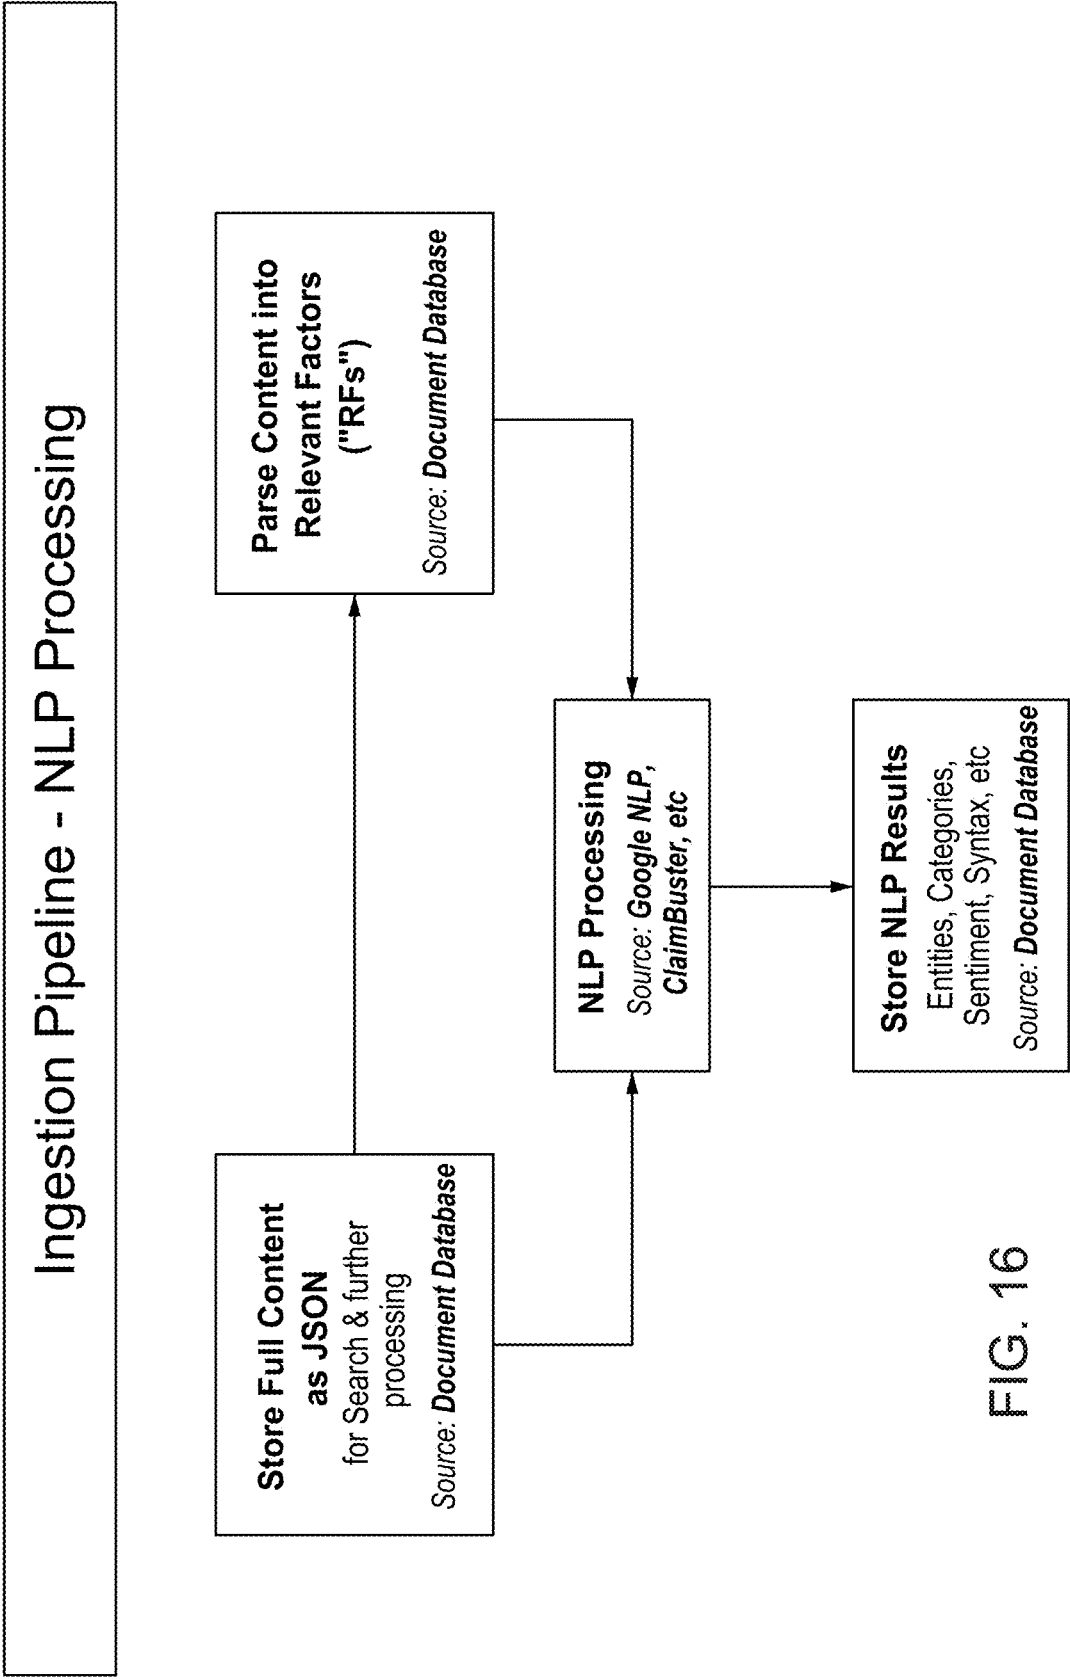 Ingestion Pipeline - NLP Processing
Store Full Content
as JSON
for Search & further
processing
Source: Document Database
Parse Content into
Relevant Factors
("RFs")
Source: Document Database
NLP Processing
Source: Google NLP,
ClaimBuster, etc
Store NLP Results
Entities, Categories,
Sentiment, Syntax, etc
Source: Document Database
FIG. 16